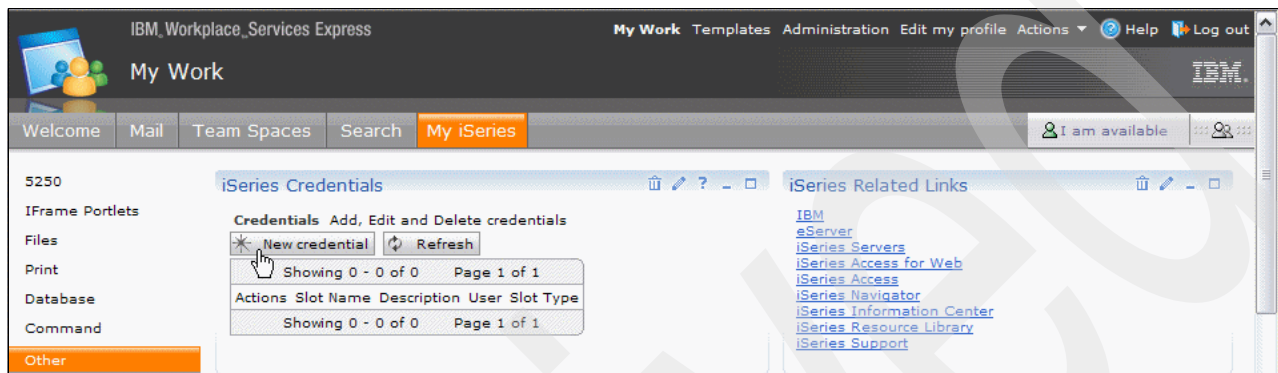 IBM Workplace Services Express
My Work Templates Administration Edit my profile Actions Help Log out
My Work
IBM.
Welcome Mail Team Spaces Search My iSeries
I am available
5250
IFrame Portlets
Files
Print
Database
Command
Other
iSeries Credentials
?
Credentials Add, Edit and Delete credentials
New credential Refresh
Showing 0 - 0 of 0 Page 1 of 1
Actions Slot Name Description User Slot Type
Showing 0 - 0 of 0 Page 1 of 1
iSeries Related Links
IBM
eServer
iSeries Servers
iSeries Access for Web
iSeries Access
iSeries Navigator
iSeries Information Center
iSeries Resource Library
iSeries Support